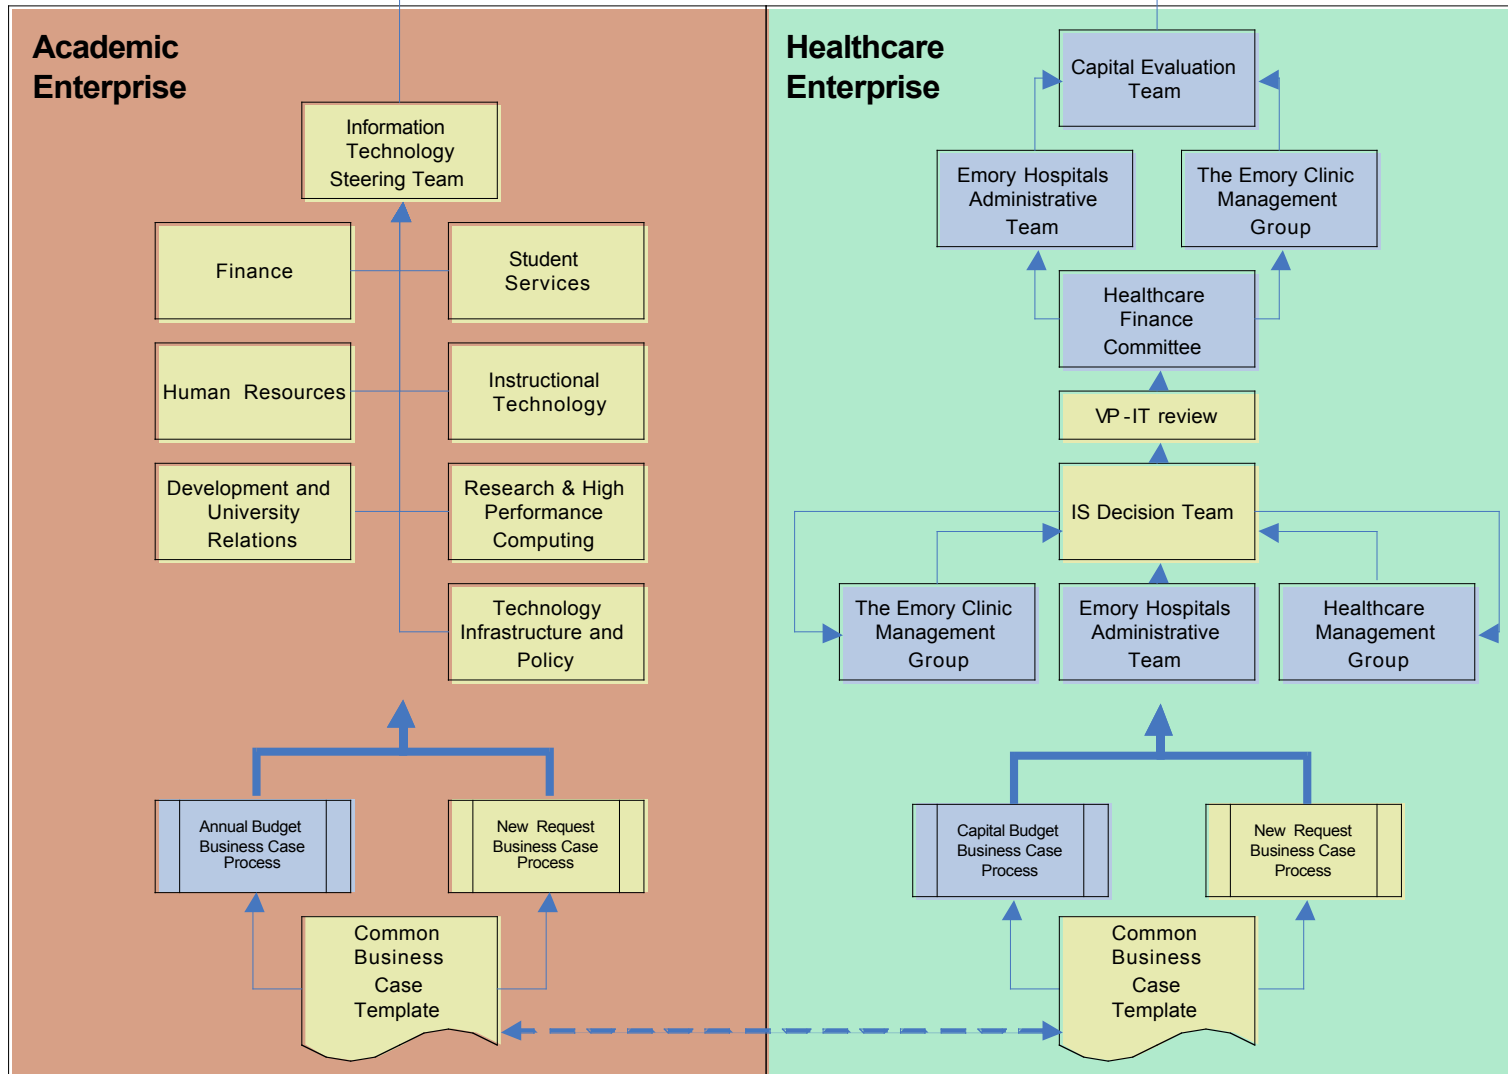 Academic
Enterprise
Information
Technology
Steering Team
Finance
Student
Services
Human Resources
Instructional
Technology
Development and
University
Relations
Research & High
Performance
Computing
Technology
Infrastructure and
Policy
Annual Budget
Business Case
Process
New Request
Business Case
Process
Common
Business
Case
Template
Healthcare
Enterprise
Capital Evaluation
Team
Emory Hospitals
Administrative
Team
The Emory Clinic
Management
Group
Healthcare
Finance
Committee
VP-IT review
IS Decision Team
The Emory Clinic
Management
Group
Emory Hospitals
Administrative
Team
Healthcare
Management
Group
Capital Budget
Business Case
Process
New Request
Business Case
Process
Common
Business
Case
Template